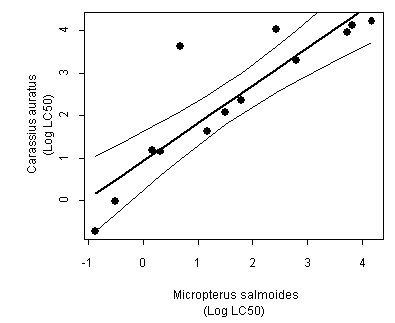 4
3
2
1
0
Carassius auratus
(Log LC50)
-1 0 1 2 3 4
Micropterus salmoides
(Log LC50)